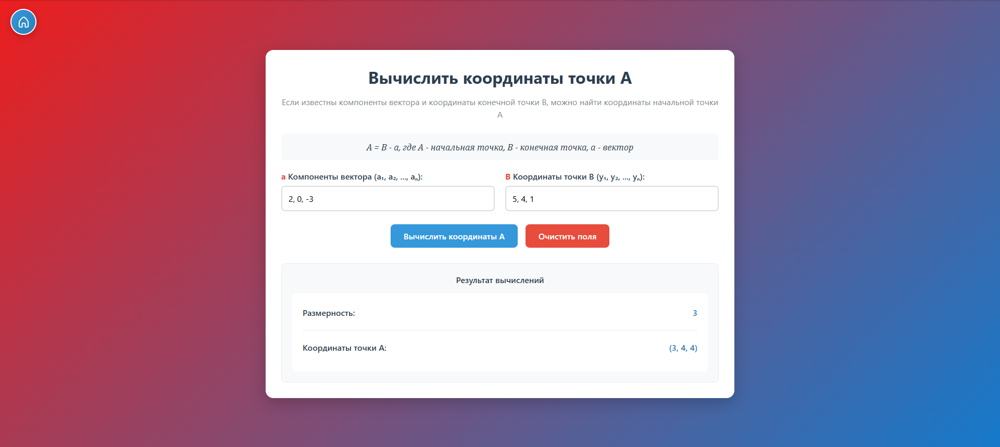 Вычислить координаты точки А
Если известны компоненты вектора и координаты конечной точки B, можно найти координаты начальной точки
А
A = B - a, где A - начальная точка, B - конечная точка, a - вектор
a Компоненты вектора (a₁, a₂, ..., aₙ):
B Координаты точки B (y₁, y₂, ..., yₙ):
2, 0, -3
5, 4, 1
Вычислить координаты А
Очистить поля
Результат вычислений
Размерность:
3
Координаты точки А:
(3, 4, 4)